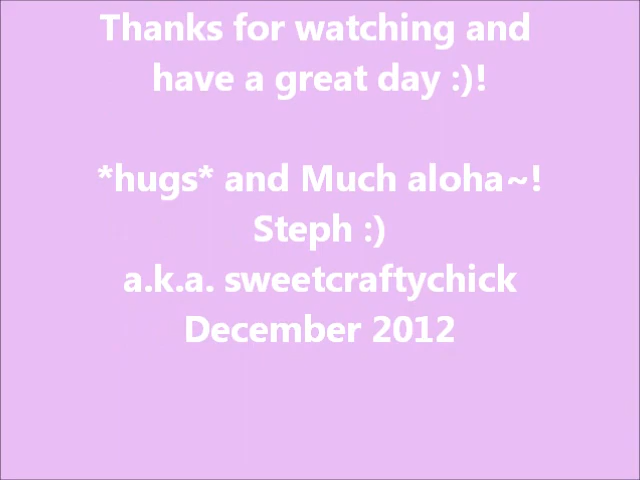 Thanks for watching and
have a great day :)!
*hugs* and Much aloha~!
Steph :)
a.k.a. sweetcraftychick
December 2012